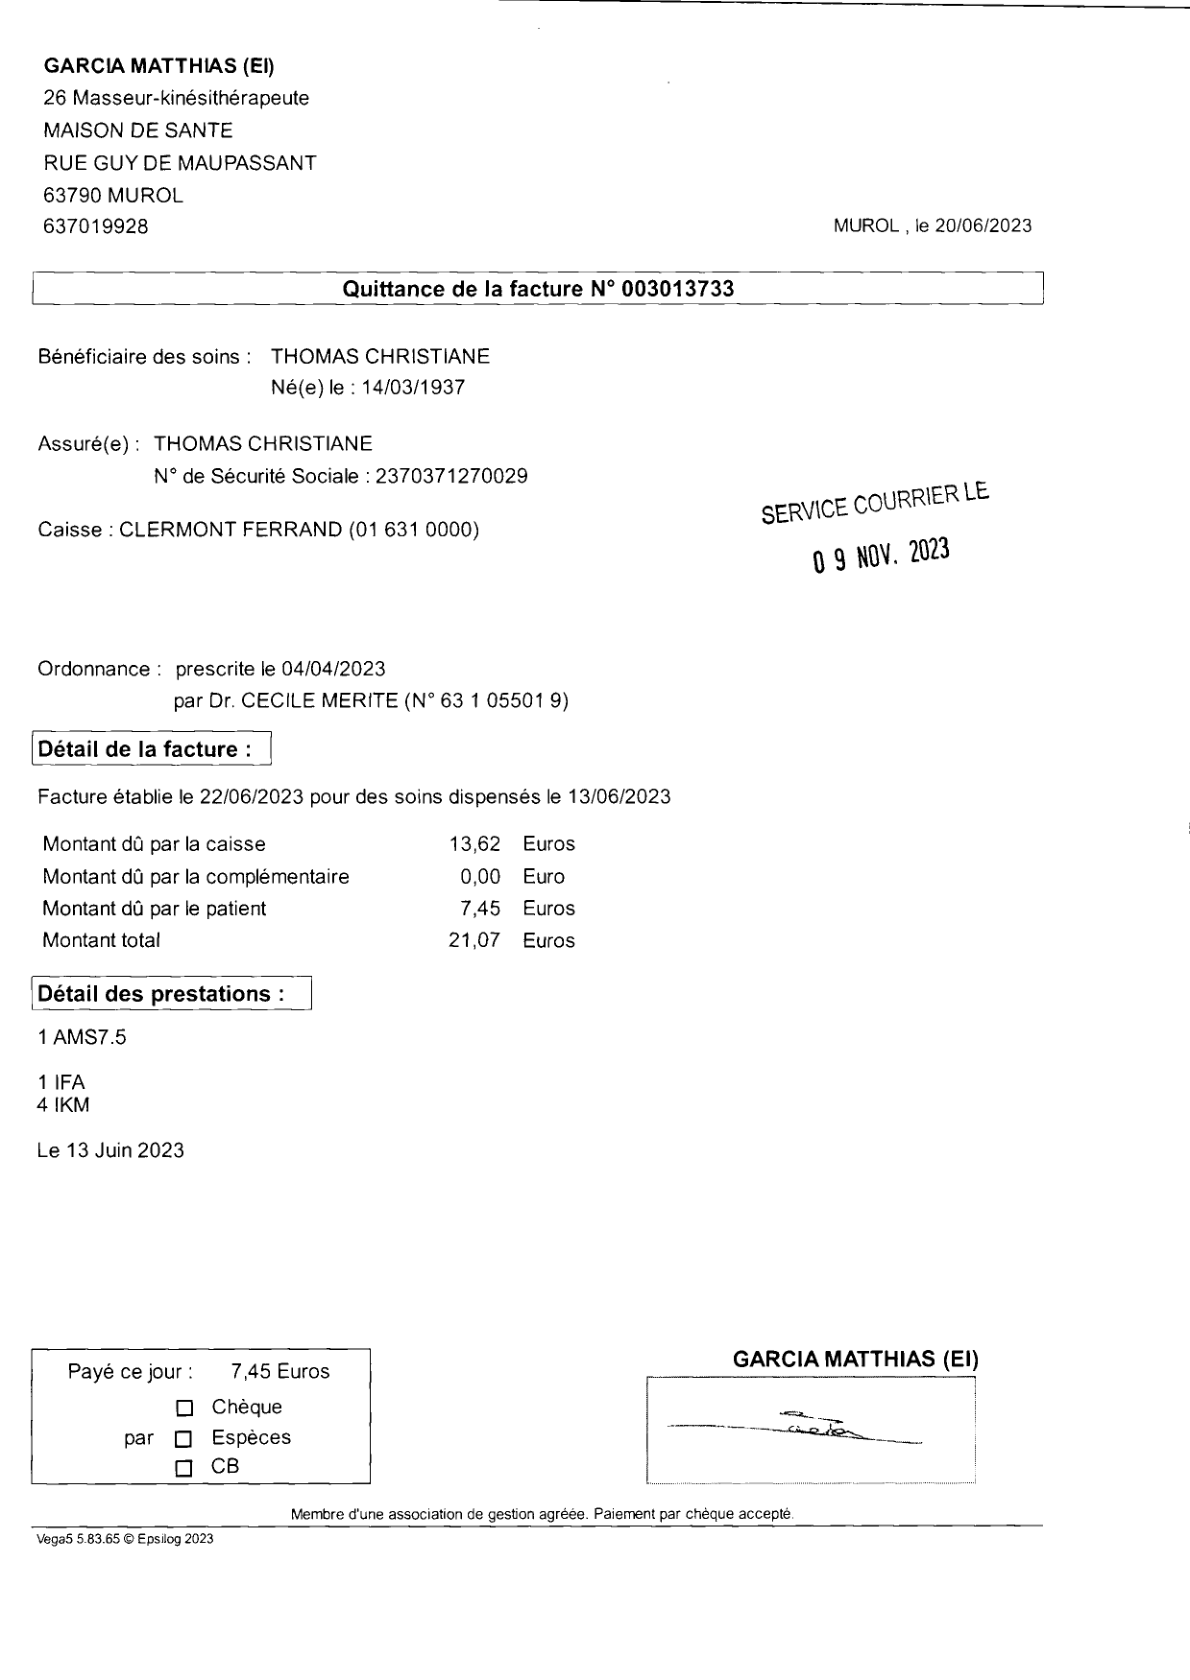 GARCIA MATTHIAS (EI)
26 Masseur-kinésithérapeute
MAISON DE SANTE
RUE GUY DE MAUPASSANT
63790 MUROL
637019928
MUROL , le 20/06/2023
Quittance de la facture N° 003013733
Bénéficiaire des soins : THOMAS CHRISTIANE
Né(e) le : 14/03/1937
Assuré(e) : THOMAS CHRISTIANE
N° de Sécurité Sociale : 2370371270029
SERVICE COURRIER LE
Caisse : CLERMONT FERRAND (01 631 0000)
0 9 NOV. 2023
Ordonnance : prescrite le 04/04/2023
par Dr. CECILE MERITE (N° 63 1 05501 9)
Détail de la facture :
Facture établie le 22/06/2023 pour des soins dispensés le 13/06/2023
Montant dû par la caisse 13,62 Euros
Montant dû par la complémentaire 0,00 Euro
Montant dû par le patient 7,45 Euros
Montant total 21,07 Euros
Détail des prestations :
1 AMS7.5
1 IFA
4 IKM
Le 13 Juin 2023
GARCIA MATTHIAS (EI)
Payé ce jour : 7,45 Euros
Chèque
par Espèces
CB
Membre d'une association de gestion agréée. Paiement par chèque accepté.
Vega5 5.83.65 © Epsilog 2023